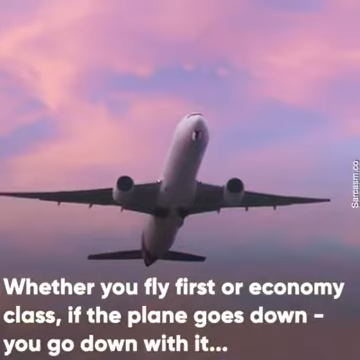 Sarcasm.co
Whether you fly first or economy
class, if the plane goes down -
you go down with it...